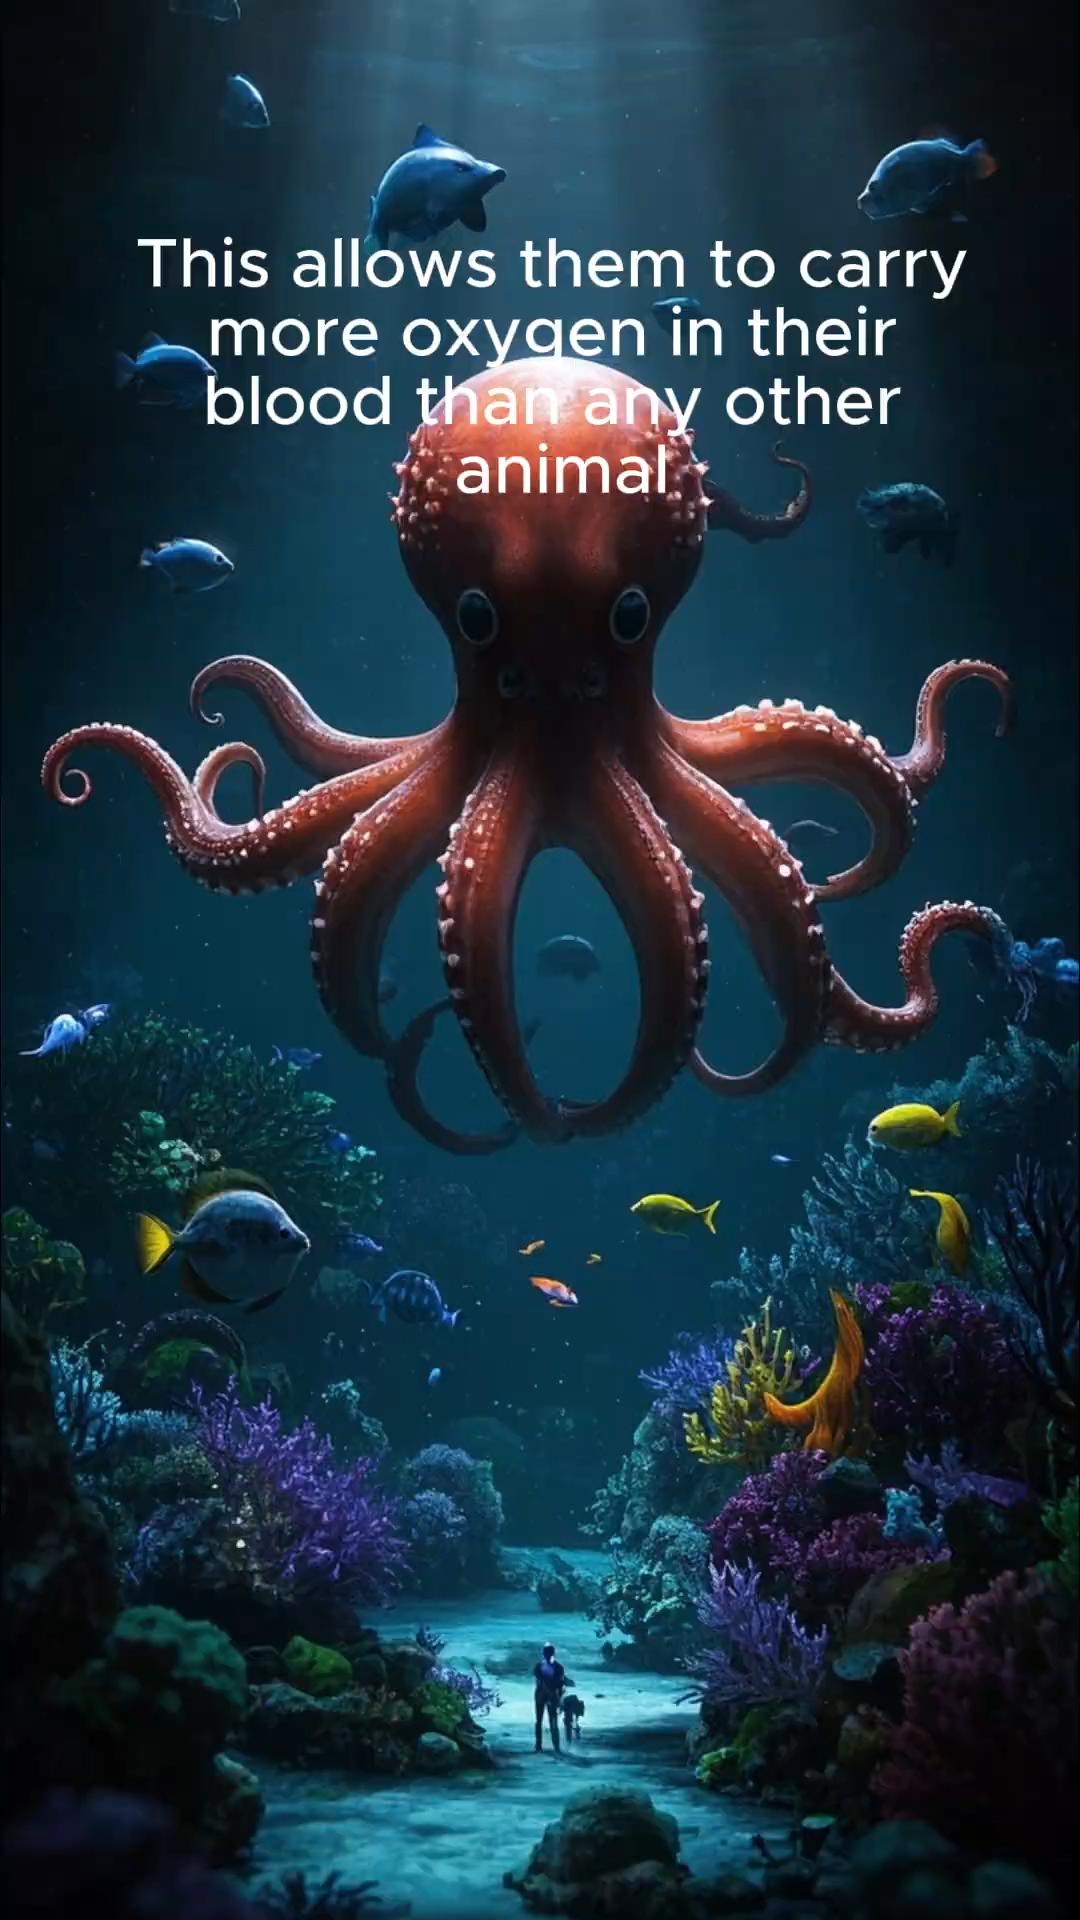 This allows them to carry
more oxygen in their
blood than any other
animal